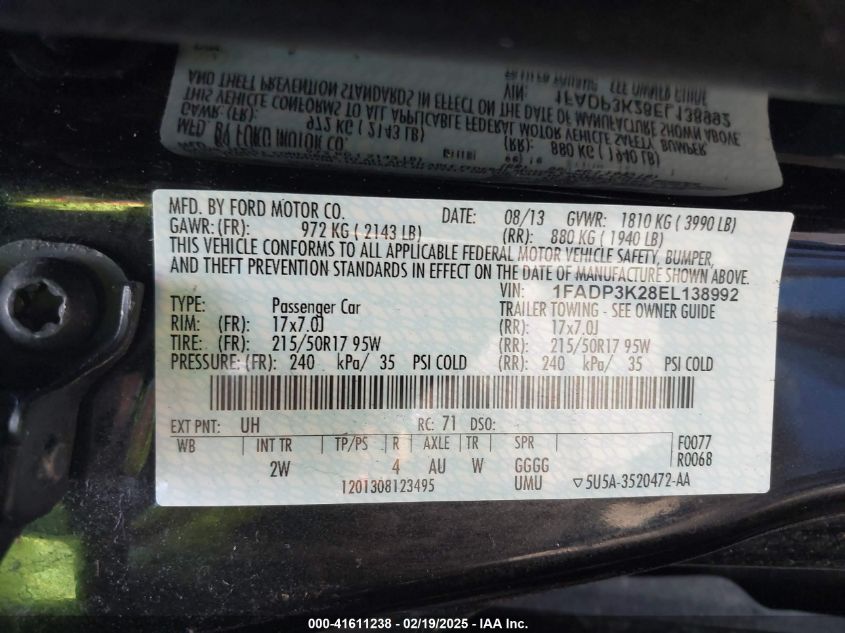 MFD. BY FORD MOTOR CO. DATE: 08/13 GVWR: 1810 KG ( 3990 LB)
GAWR: (FR): 972 KG ( 2143 LB) (RR): 880 KG ( 1940 LB)
THIS VEHICLE CONFORMS TO ALL APPLICABLE FEDERAL MOTOR VEHICLE SAFETY, BUMPER,
AND THEFT PREVENTION STANDARDS IN EFFECT ON THE DATE OF MANUFACTURE SHOWN ABOVE.
VIN: 1FADP3K28EL138992
TYPE: Passenger Car TRAILER TOWING - SEE OWNER GUIDE
RIM: (FR): 17x7.0J (RR): 17x7.0J
TIRE: (FR): 215/50R17 95W (RR): 215/50R17 95W
PRESSURE: (FR): 240 kPa/ 35 PSI COLD (RR): 240 kPa/ 35 PSI COLD
EXT PNT: UH RC: 71 DSO:
WB INT TR TP/PS R AXLE TR SPR F0077
2W 4 AU W GGGG R0068
1201308123495 UMU ▽5U5A-3520472-AA
000-41611238 - 02/19/2025 - IAA Inc.